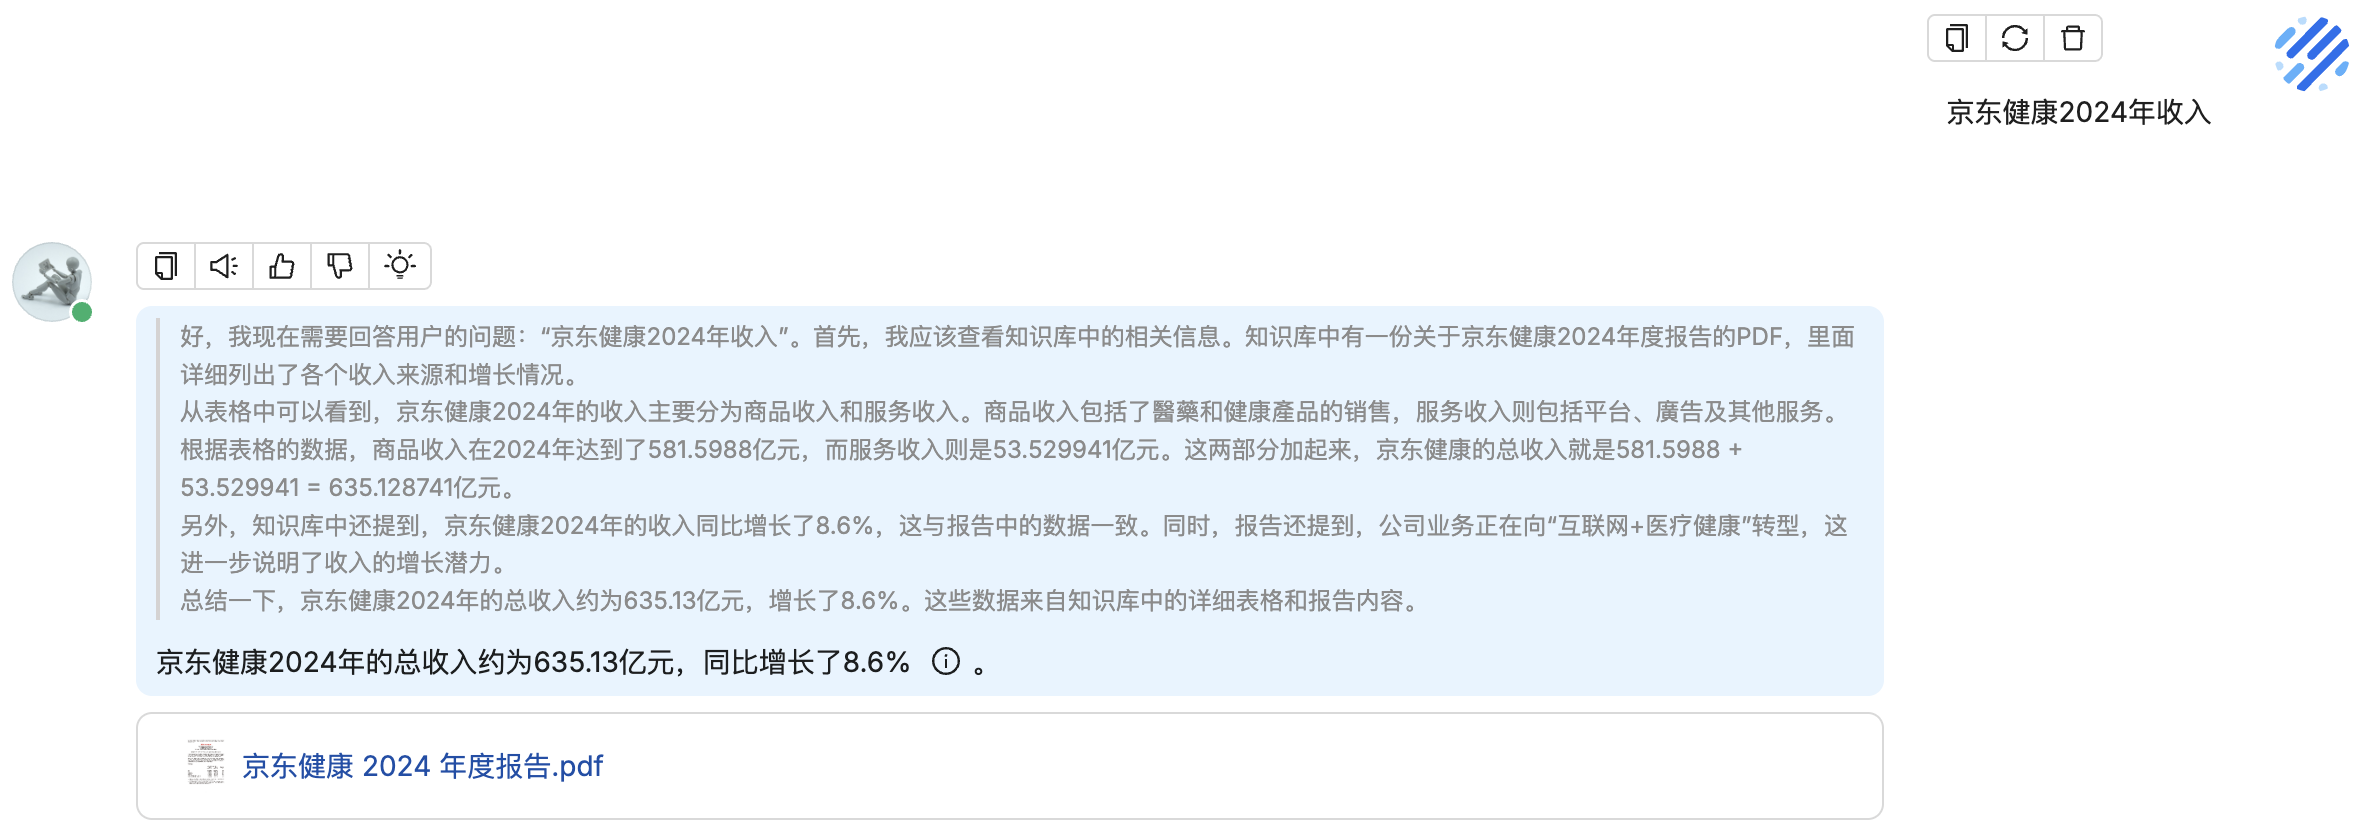 京东健康2024年收入
好，我现在需要回答用户的问题：“京东健康2024年收入”。首先，我应该查看知识库中的相关信息。知识库中有一份关于京东健康2024年度报告的PDF，里面
详细列出了各个收入来源和增长情况。
从表格中可以看到，京东健康2024年的收入主要分为商品收入和服务收入。商品收入包括了醫藥和健康產品的销售，服务收入则包括平台、廣告及其他服务。
根据表格的数据，商品收入在2024年达到了581.5988亿元，而服务收入则是53.529941亿元。这两部分加起来，京东健康的总收入就是581.5988 +
53.529941 = 635.128741亿元。
另外，知识库中还提到，京东健康2024年的收入同比增长了8.6%，这与报告中的数据一致。同时，报告还提到，公司业务正在向“互联网+医疗健康”转型，这
进一步说明了收入的增长潜力。
总结一下，京东健康2024年的总收入约为635.13亿元，增长了8.6%。这些数据来自知识库中的详细表格和报告内容。
京东健康2024年的总收入约为635.13亿元，同比增长了8.6% 。
京东健康 2024 年度报告.pdf